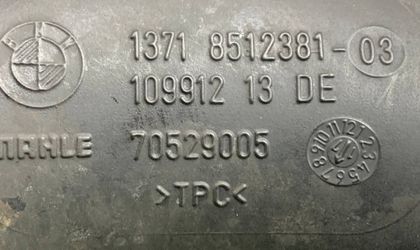 1371 8512381-03
109912 13 DE
MAHLE 70529005
>TPC<